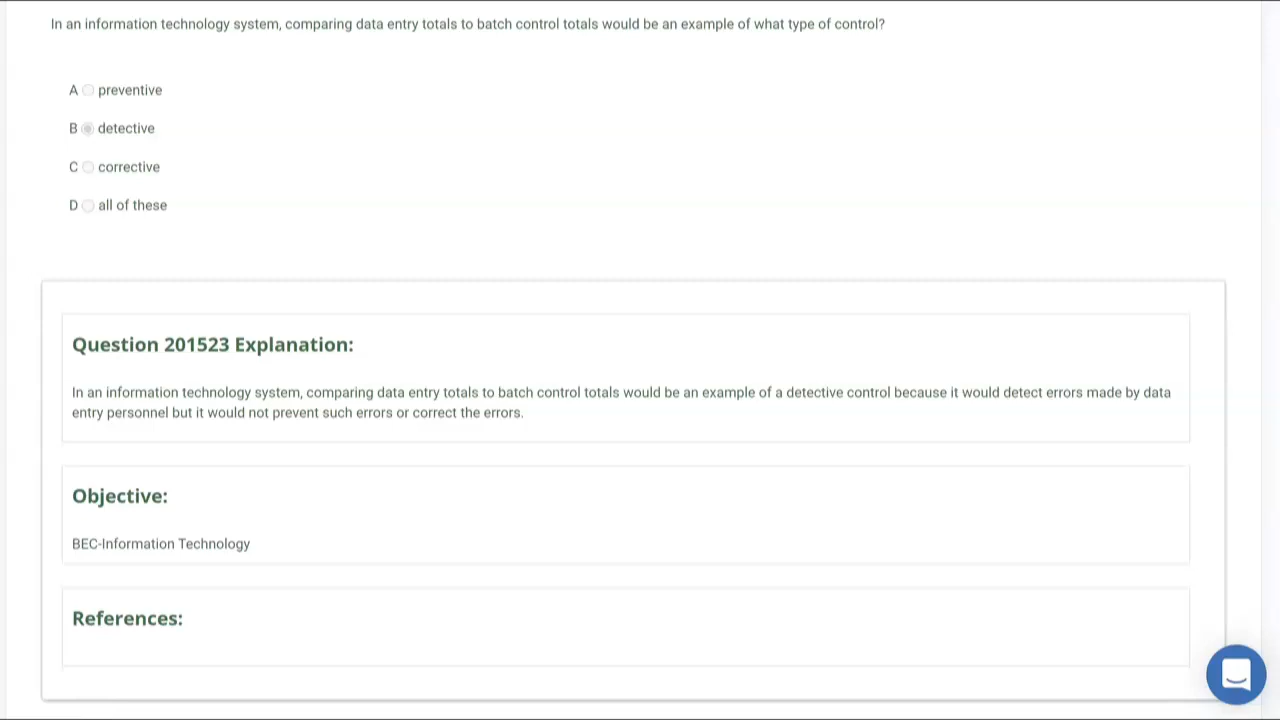 In an information technology system, comparing data entry totals to batch control totals would be an example of what type of control?
A preventive
B detective
C corrective
D all of these
Question 201523 Explanation:
In an information technology system, comparing data entry totals to batch control totals would be an example of a detective control because it would detect errors made by data
entry personnel but it would not prevent such errors or correct the errors.
Objective:
BEC-Information Technology
References: